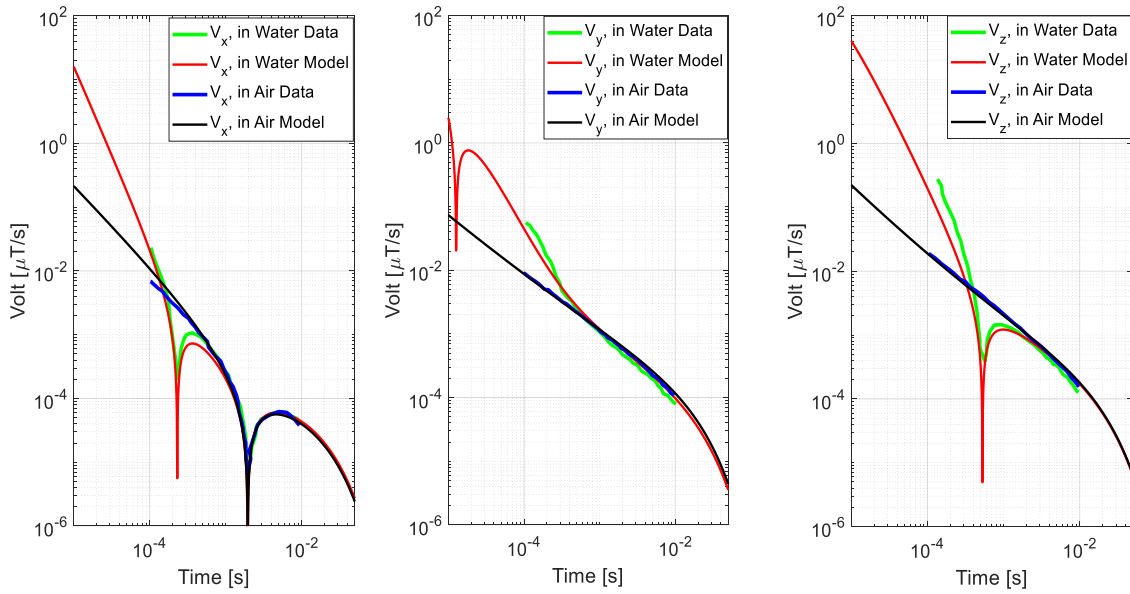 10^2
10^0
10^-2
10^-4
10^-6
Volt [μT/s]
10^-4
10^-2
Time [s]
V_x, in Water Data
V_x, in Water Model
V_x, in Air Data
V_x, in Air Model
10^2
10^0
10^-2
10^-4
10^-6
Volt [μT/s]
10^-4
10^-2
Time [s]
V_y, in Water Data
V_y, in Water Model
V_y, in Air Data
V_y, in Air Model
10^2
10^0
10^-2
10^-4
10^-6
Volt [μT/s]
10^-4
10^-2
Time [s]
V_z, in Water Data
V_z, in Water Model
V_z, in Air Data
V_z, in Air Model